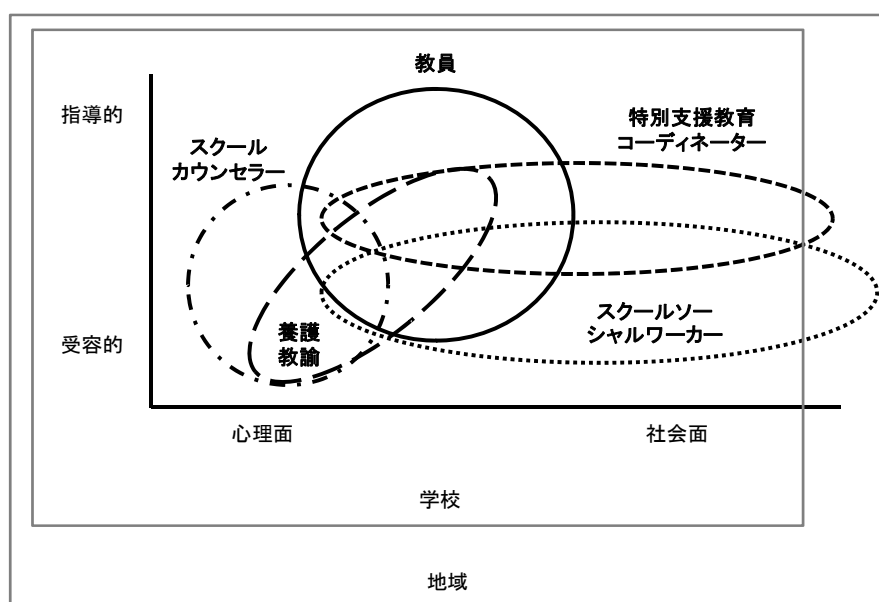 教員
指導的
特別支援教育
コーディネーター
スクール
カウンセラー
スクールソー
シャルワーカー
養護
教諭
受容的
心理面
社会面
学校
地域